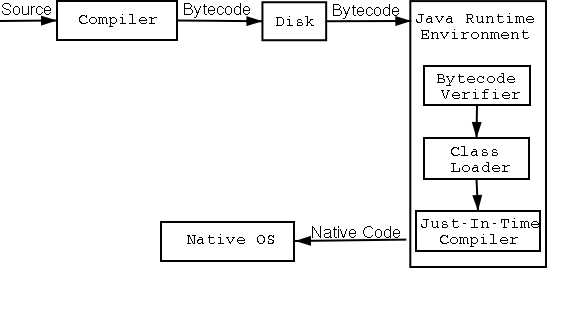 Source
Compiler
Bytecode
Disk
Bytecode
Java Runtime
Environment
Bytecode
Verifier
Class
Loader
Just-In-Time
Compiler
Native Code
Native OS